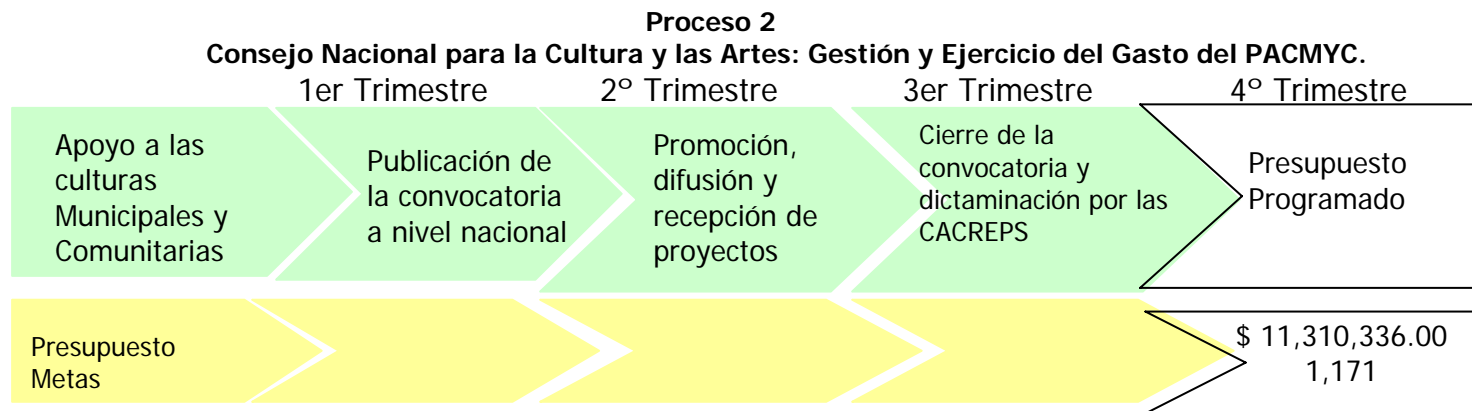 Proceso 2
Consejo Nacional para la Cultura y las Artes: Gestión y Ejercicio del Gasto del PACMYC.
1er Trimestre
2º Trimestre
3er Trimestre
4º Trimestre
Apoyo a las
culturas
Municipales y
Comunitarias
Publicación de
la convocatoria
a nivel nacional
Promoción,
difusión y
recepción de
proyectos
Cierre de la
convocatoria y
dictaminación por las
CACREPS
Presupuesto
Programado
Presupuesto
Metas
$ 11,310,336.00
1,171